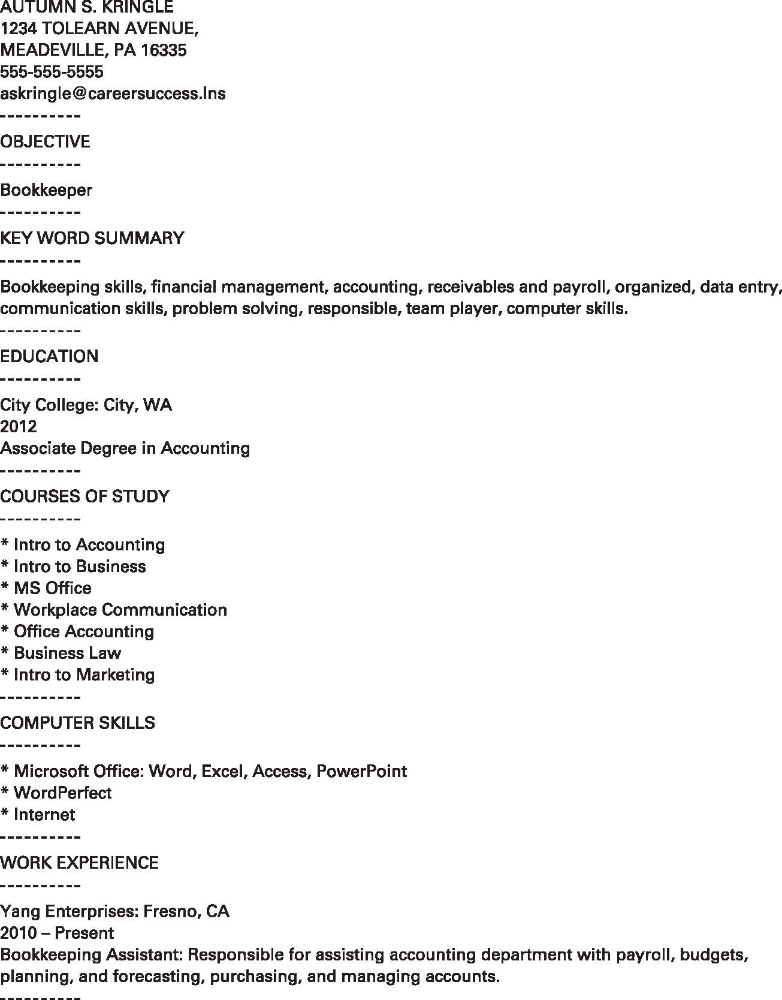 AUTUMN S. KRINGLE
1234 TOLEARN AVENUE,
MEADEVILLE, PA 16335
555-555-5555
askringle@careersuccess.lns
----------
OBJECTIVE
----------
Bookkeeper
----------
KEY WORD SUMMARY
----------
Bookkeeping skills, financial management, accounting, receivables and payroll, organized, data entry,
communication skills, problem solving, responsible, team player, computer skills.
----------
EDUCATION
----------
City College: City, WA
2012
Associate Degree in Accounting
----------
COURSES OF STUDY
----------
* Intro to Accounting
* Intro to Business
* MS Office
* Workplace Communication
* Office Accounting
* Business Law
* Intro to Marketing
----------
COMPUTER SKILLS
----------
* Microsoft Office: Word, Excel, Access, PowerPoint
* WordPerfect
* Internet
----------
WORK EXPERIENCE
----------
Yang Enterprises: Fresno, CA
2010 – Present
Bookkeeping Assistant: Responsible for assisting accounting department with payroll, budgets,
planning, and forecasting, purchasing, and managing accounts.
----------